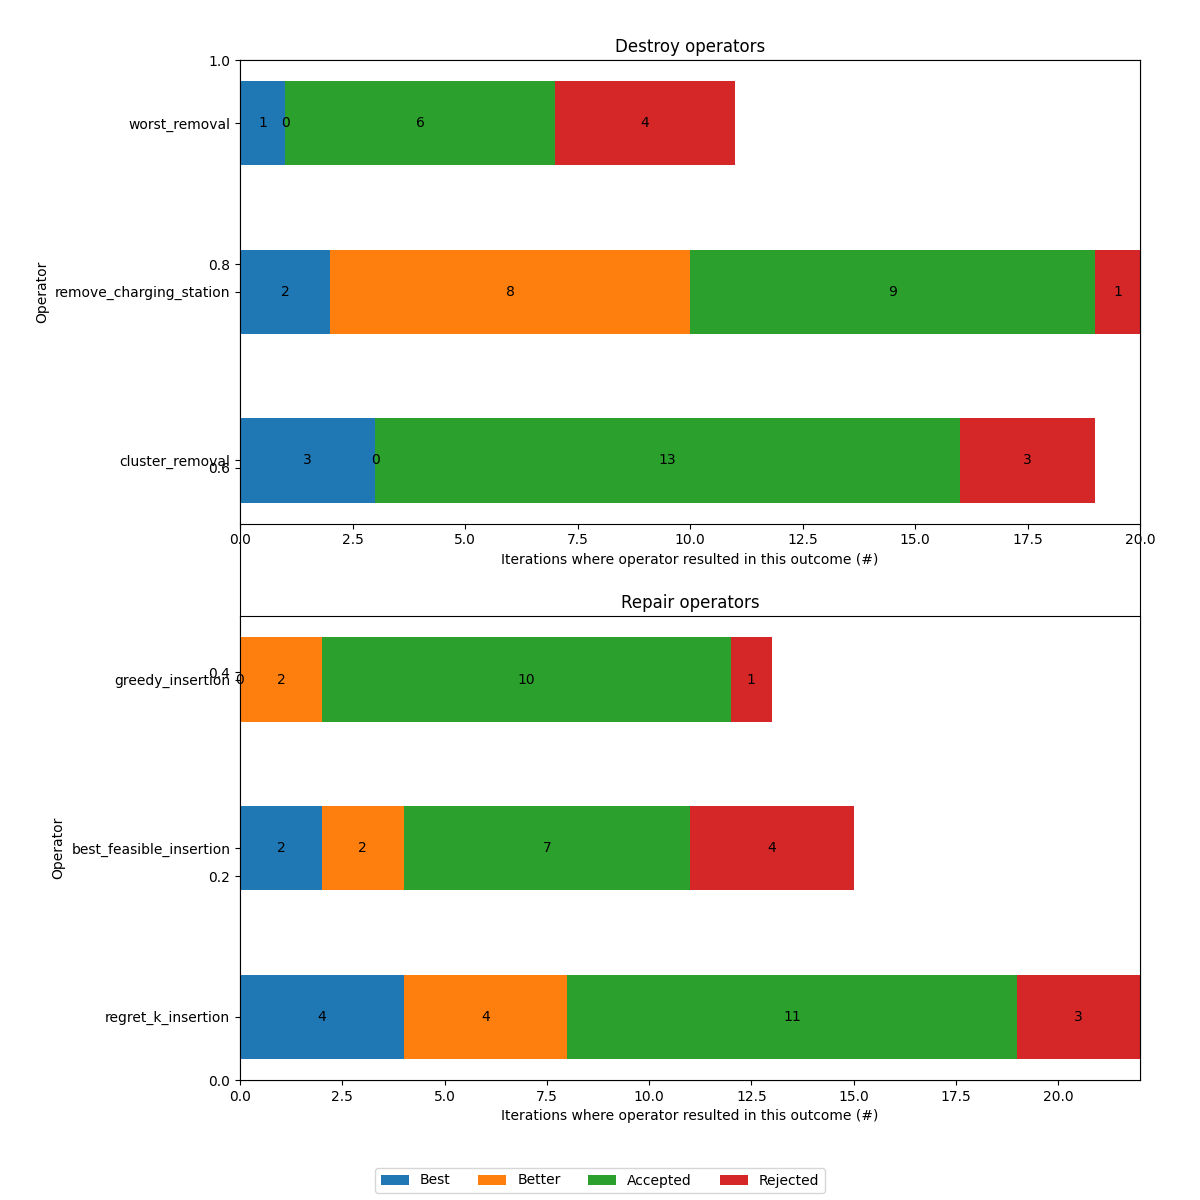 Destroy operators
1.0
worst_removal 1 0 6 4
0.8
Operator
remove_charging_station 2 8 9 1
cluster_removal 3 0 13 3
0.6
0.0 2.5 5.0 7.5 10.0 12.5 15.0 17.5 20.0
Iterations where operator resulted in this outcome (#)
Repair operators
0.4
greedy_insertion 0 2 10 1
Operator
best_feasible_insertion 2 2 7 4
0.2
regret_k_insertion 4 4 11 3
0.0
0.0 2.5 5.0 7.5 10.0 12.5 15.0 17.5 20.0
Iterations where operator resulted in this outcome (#)
Best Better Accepted Rejected